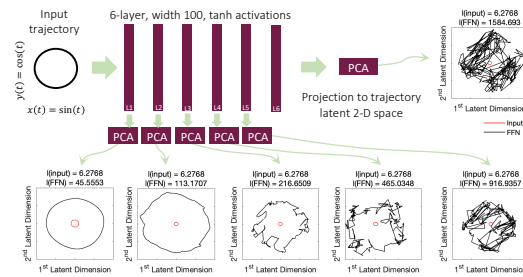 Input
trajectory
y(t) = cos(t)
x(t) = sin(t)
6-layer, width 100, tanh activations
L1
L2
L3
L4
L5
L6
PCA
PCA
PCA
PCA
PCA
PCA
Projection to trajectory
latent 2-D space
l(input) = 6.2768
l(FFN) = 1584.693
2nd Latent Dimension
1st Latent Dimension
Input
FFN
l(input) = 6.2768
l(FFN) = 45.5553
2nd Latent Dimension
1st Latent Dimension
l(input) = 6.2768
l(FFN) = 113.1707
2nd Latent Dimension
1st Latent Dimension
l(input) = 6.2768
l(FFN) = 216.6509
2nd Latent Dimension
1st Latent Dimension
l(input) = 6.2768
l(FFN) = 465.0348
2nd Latent Dimension
1st Latent Dimension
l(input) = 6.2768
l(FFN) = 916.9357
2nd Latent Dimension
1st Latent Dimension